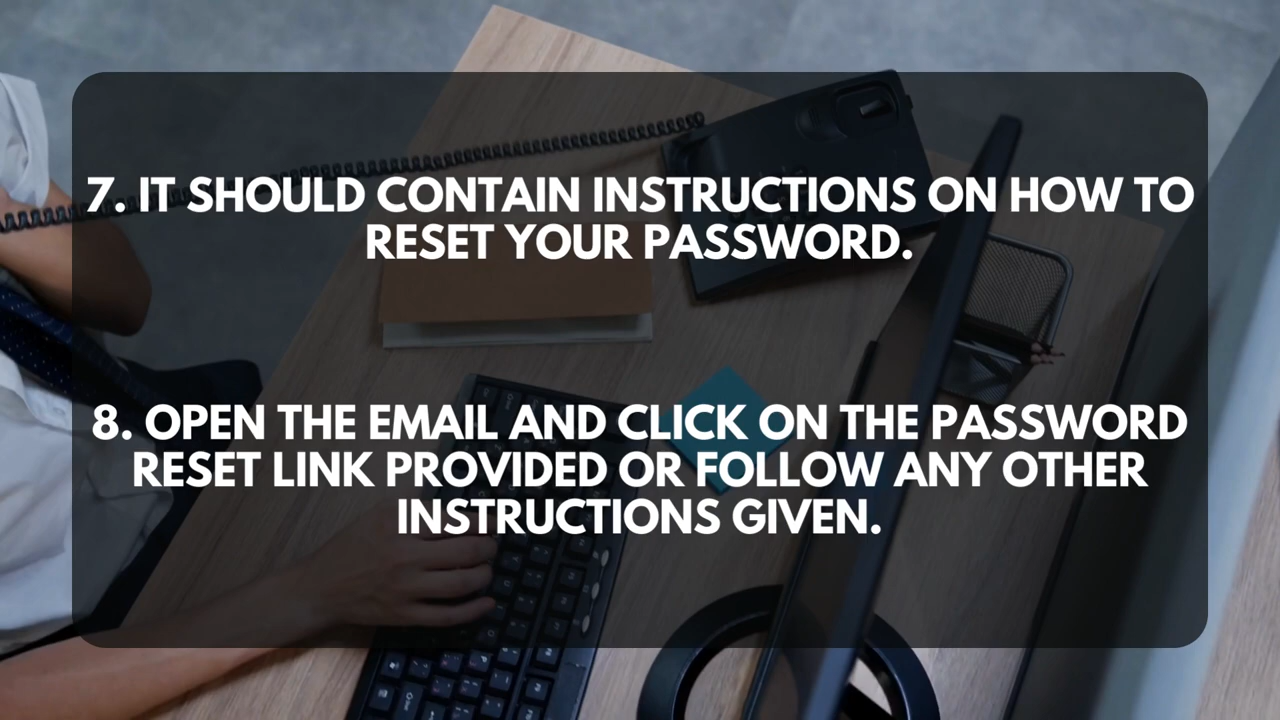 7. IT SHOULD CONTAIN INSTRUCTIONS ON HOW TO
RESET YOUR PASSWORD.
8. OPEN THE EMAIL AND CLICK ON THE PASSWORD
RESET LINK PROVIDED OR FOLLOW ANY OTHER
INSTRUCTIONS GIVEN.